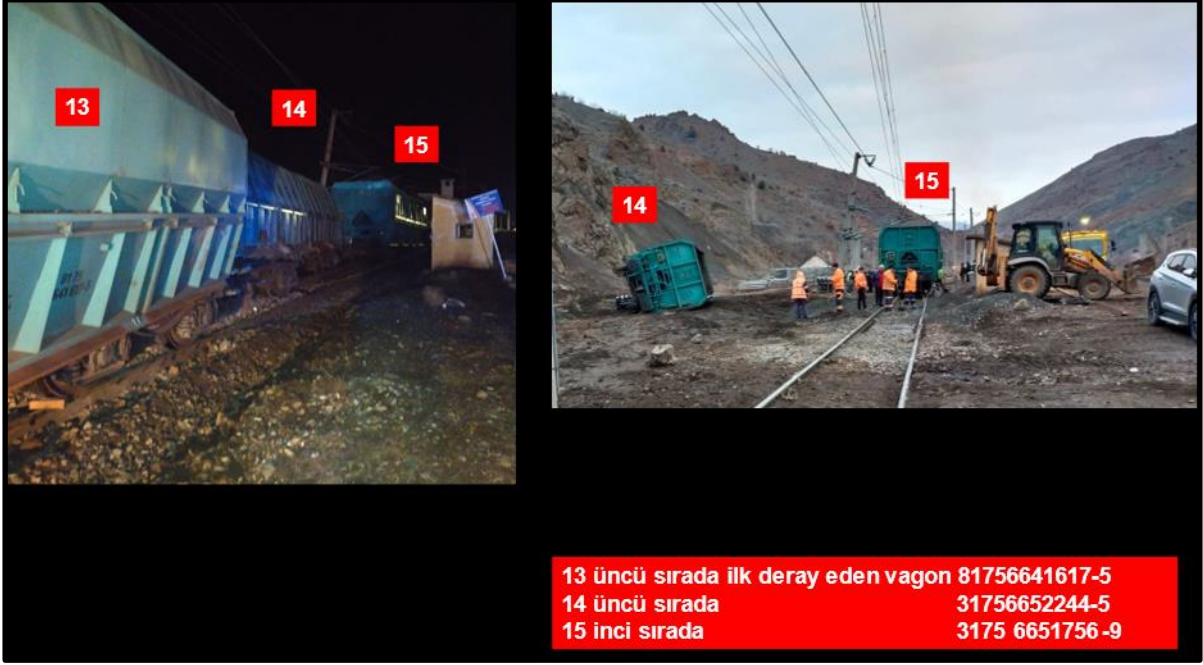 13
14
15
14
15
13 üncü sırada ilk deray eden vagon 81756641617-5
14 üncü sırada 31756652244-5
15 inci sırada 3175 6651756 -9